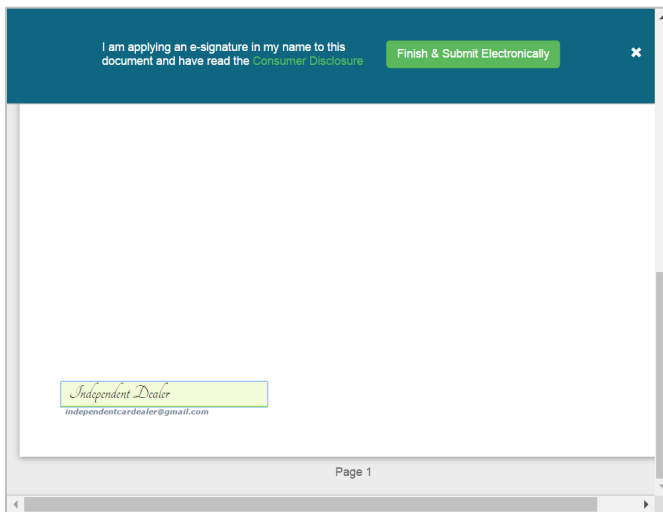 I am applying an e-signature in my name to this
document and have read the Consumer Disclosure
Finish & Submit Electronically
Independent Dealer
independentcardealer@gmail.com
Page 1